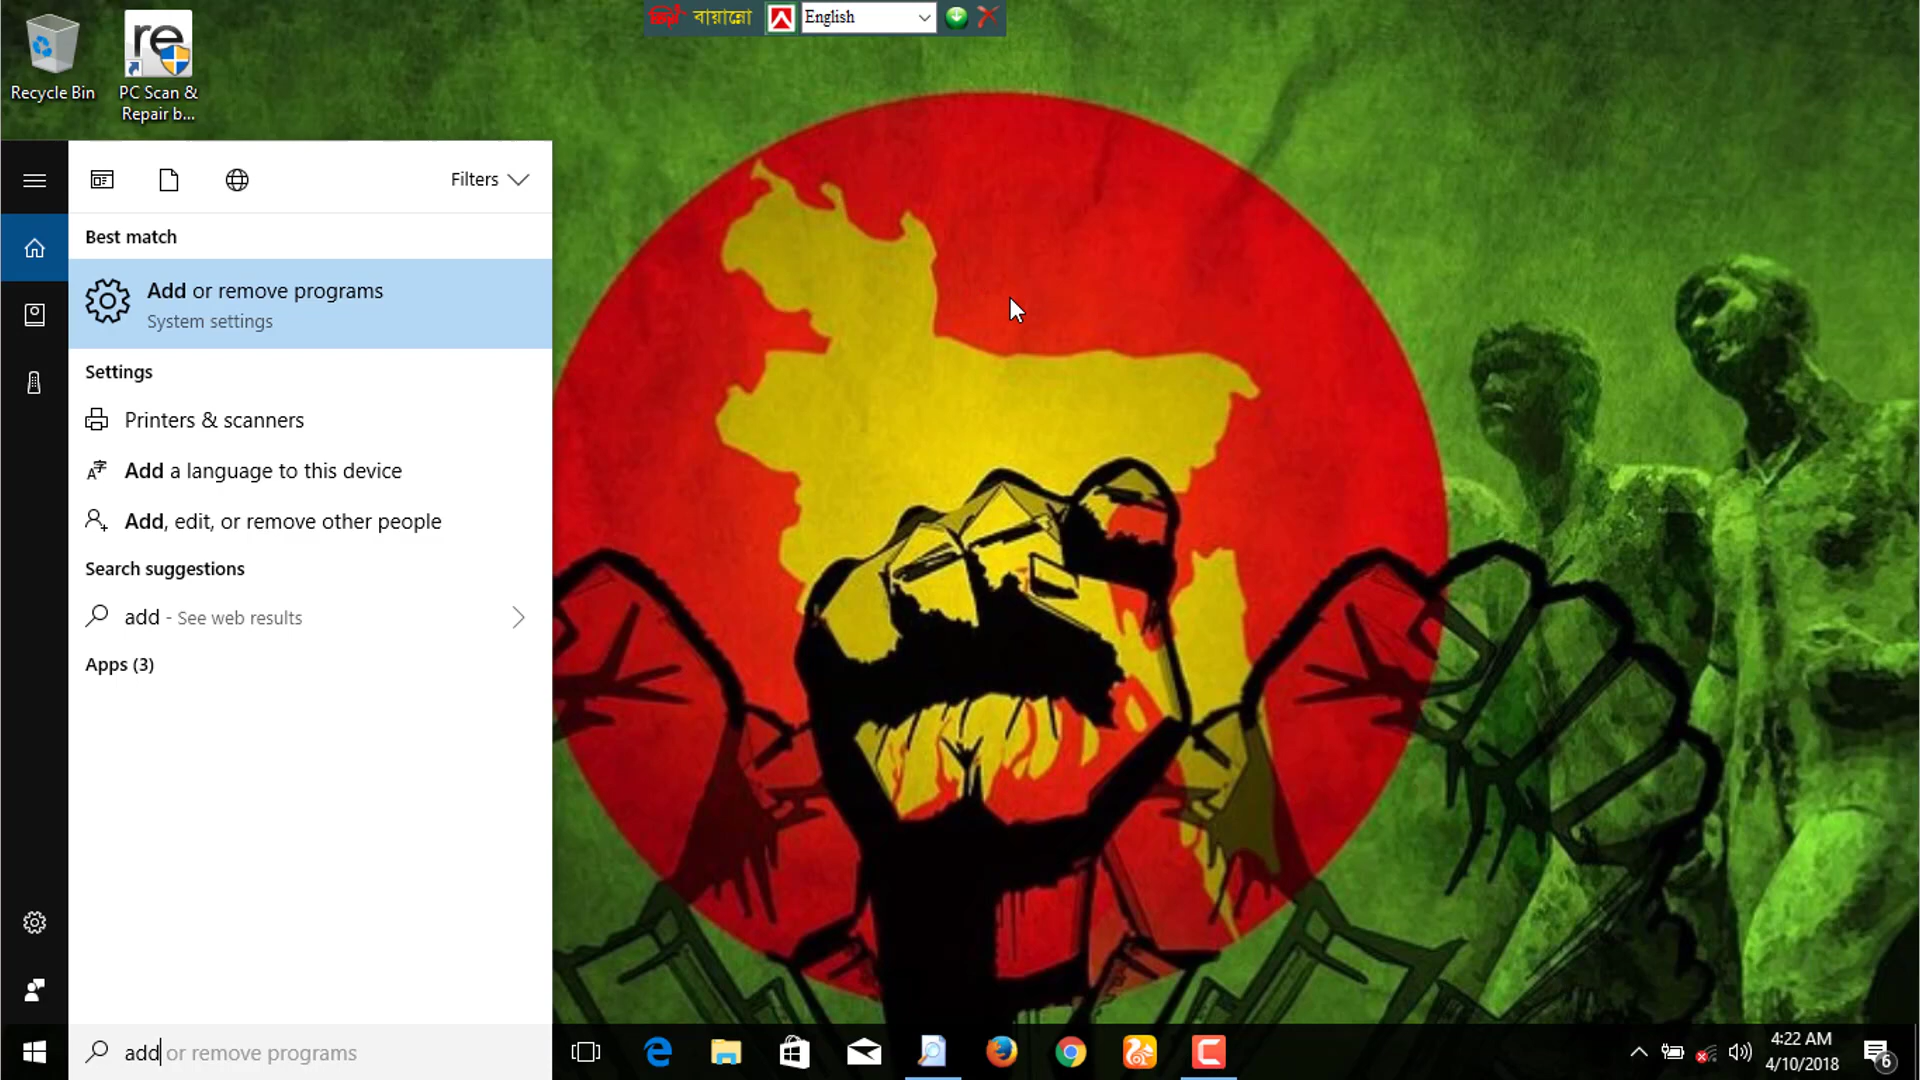 বায়ান্নো
English
Recycle Bin
PC Scan &
Repair b...
Filters
Best match
Add or remove programs
System settings
Settings
Printers & scanners
Add a language to this device
Add, edit, or remove other people
Search suggestions
add - See web results
Apps (3)
add or remove programs
4:22 AM
4/10/2018
6